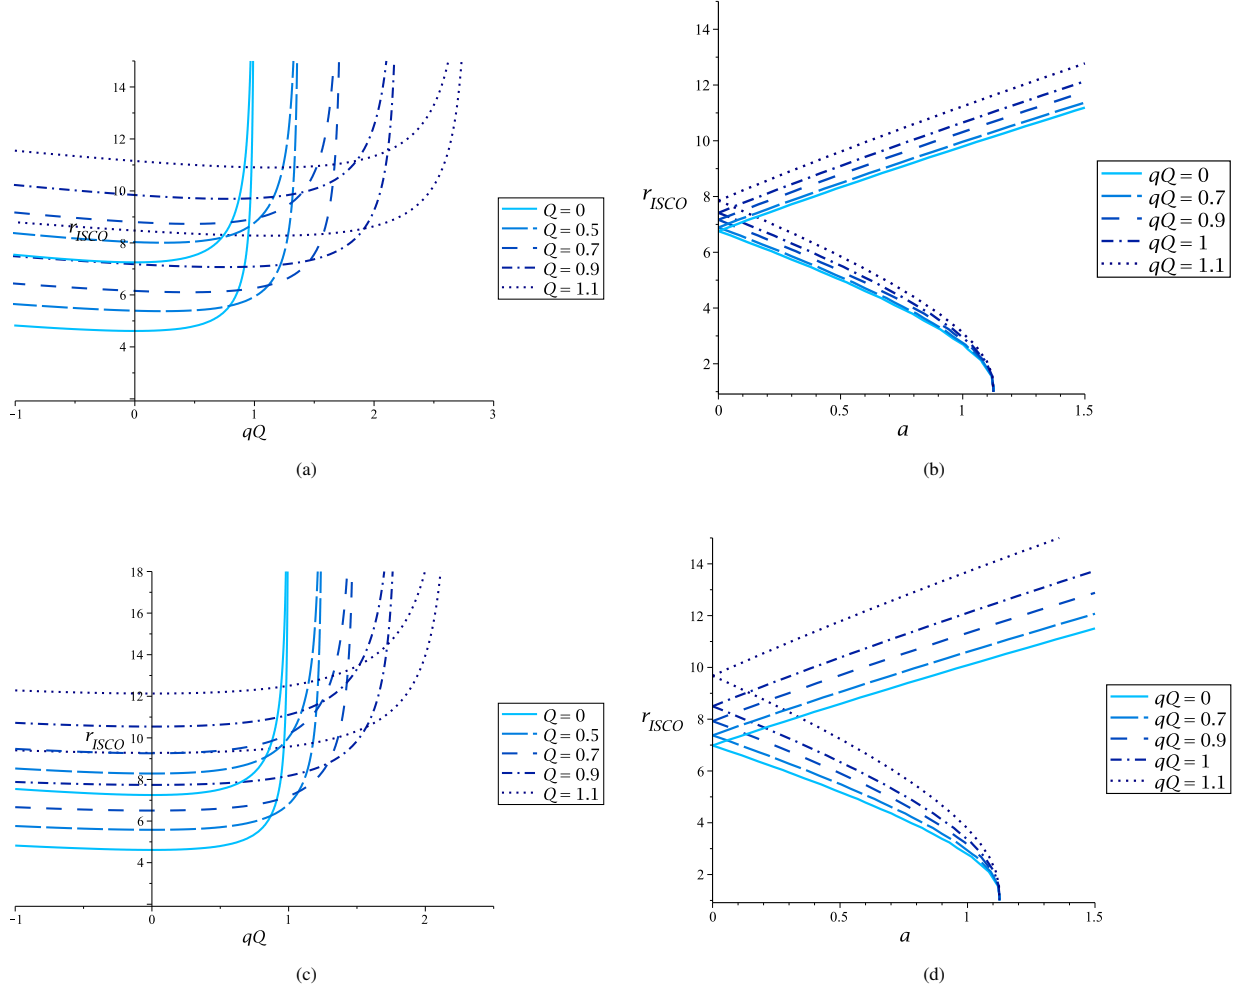 14
12
10
8
6
4
r_ISCO
-1
0
1
2
3
qQ
Q = 0
Q = 0.5
Q = 0.7
Q = 0.9
Q = 1.1
(a)
14
12
10
8
6
4
2
r_ISCO
0
0.5
1
1.5
a
qQ = 0
qQ = 0.7
qQ = 0.9
qQ = 1
qQ = 1.1
(b)
18
16
14
12
10
8
6
4
r_ISCO
-1
0
1
2
qQ
Q = 0
Q = 0.5
Q = 0.7
Q = 0.9
Q = 1.1
(c)
14
12
10
8
6
4
2
r_ISCO
0
0.5
1
1.5
a
qQ = 0
qQ = 0.7
qQ = 0.9
qQ = 1
qQ = 1.1
(d)